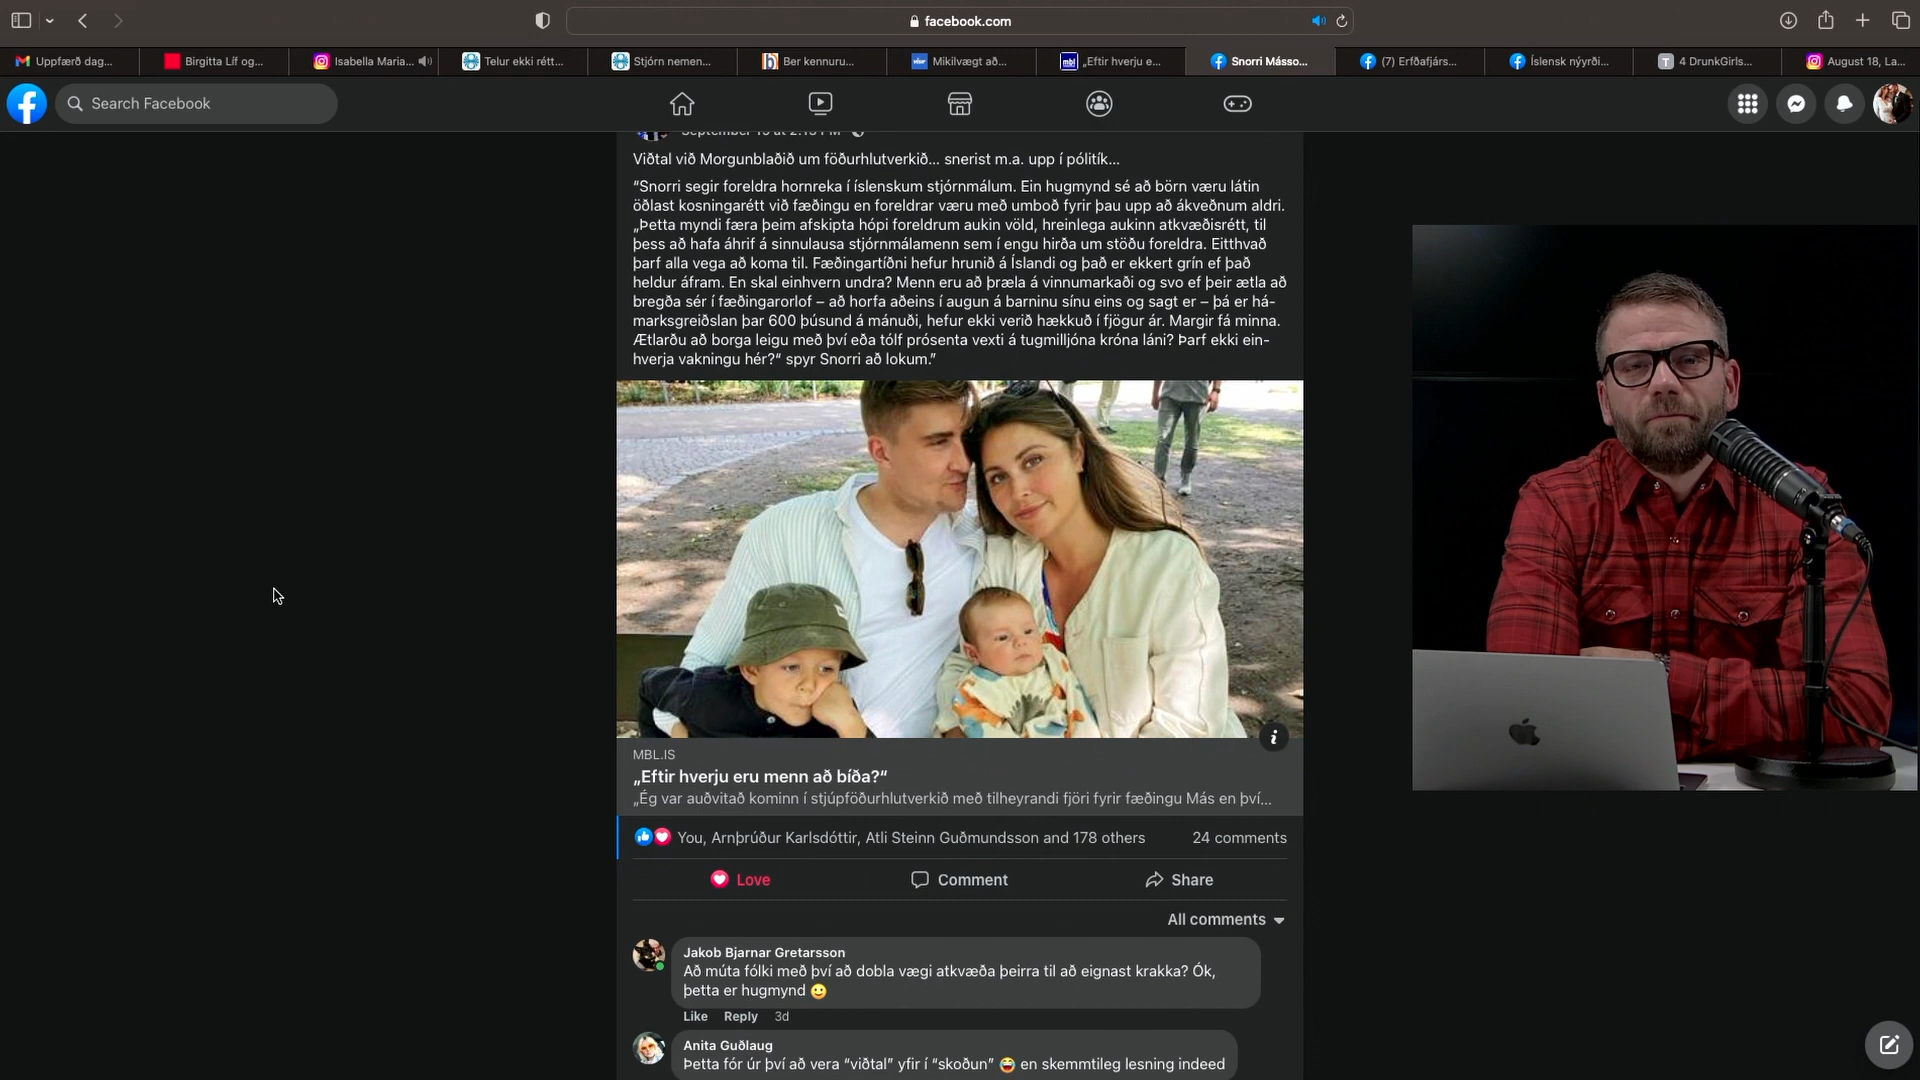 facebook.com
Uppfærð dag...
Birgitta Líf og...
Isabella Maria...
Telur ekki rétt...
Stjórn nemen...
Ber kennuru...
Mikilvægt að...
mbl
„Eftir hverju e...
Snorri Másso...
(7) Erfðafjárs...
Íslensk nýyrði...
T
4 DrunkGirls...
August 18, La...
Search Facebook
Viðtal við Morgunblaðið um föðurhlutverkið... snerist m.a. upp í pólitík...
“Snorri segir foreldra hornreka í íslenskum stjórnmálum. Ein hugmynd sé að börn væru látin
öðlast kosningarétt við fæðingu en foreldrar væru með umboð fyrir þau upp að ákveðnum aldri.
„Þetta myndi færa þeim afskipta hópi foreldrum aukin völd, hreinlega aukinn atkvæðisrétt, til
þess að hafa áhrif á sinnulausa stjórnmálamenn sem í engu hirða um stöðu foreldra. Eitthvað
þarf alla vega að koma til. Fæðingartíðni hefur hrunið á Íslandi og það er ekkert grín ef það
heldur áfram. En skal einhvern undra? Menn eru að þræla á vinnumarkaði og svo ef þeir ætla að
bregða sér í fæðingarorlof – að horfa aðeins í augun á barninu sínu eins og sagt er – þá er há-
marksgreiðslan þar 600 þúsund á mánuði, hefur ekki verið hækkuð í fjögur ár. Margir fá minna.
Ætlarðu að borga leigu með því eða tólf prósenta vexti á tugmilljóna króna láni? Þarf ekki ein-
hverja vakningu hér?“ spyr Snorri að lokum.”
MBL.IS
„Eftir hverju eru menn að bíða?“
„Ég var auðvitað kominn í stjúpföðurhlutverkið með tilheyrandi fjöri fyrir fæðingu Más en því...
You, Arnþrúður Karlsdóttir, Atli Steinn Guðmundsson and 178 others
24 comments
Love
Comment
Share
All comments
Jakob Bjarnar Gretarsson
Að múta fólki með því að dobla vægi atkvæða þeirra til að eignast krakka? Ók,
þetta er hugmynd 🙂
Like Reply 3d
Anita Guðlaug
Þetta fór úr því að vera “viðtal” yfir í “skoðun” 😂 en skemmtileg lesning indeed